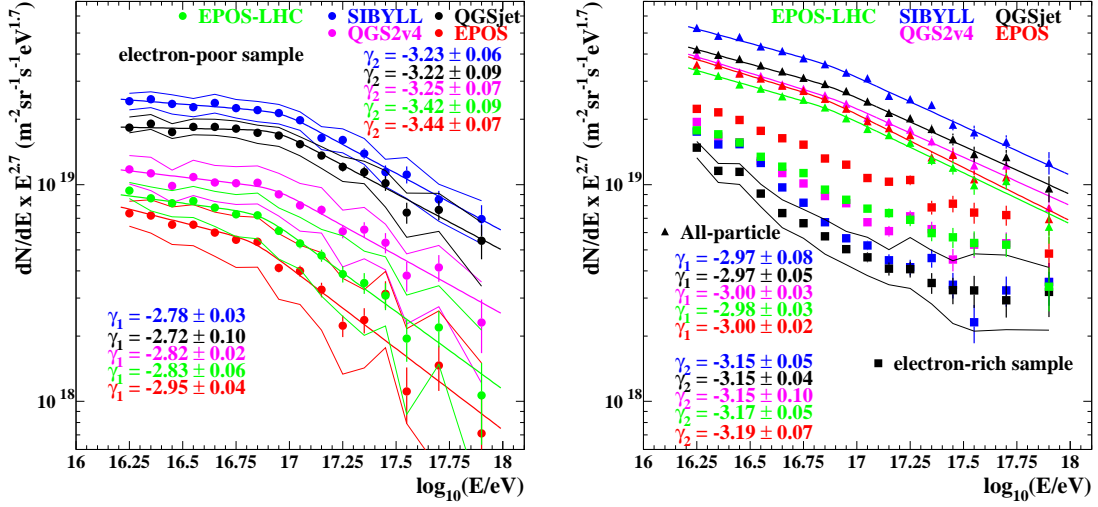 EPOS-LHC SIBYLL QGSjet
QGS2v4 EPOS
electron-poor sample
γ2 = -3.23 ± 0.06
γ2 = -3.22 ± 0.09
γ2 = -3.25 ± 0.07
γ2 = -3.42 ± 0.09
γ2 = -3.44 ± 0.07
dN/dE x E^2.7 (m^-2 sr^-1 s^-1 eV^1.7)
10^19
10^18
γ1 = -2.78 ± 0.03
γ1 = -2.72 ± 0.10
γ1 = -2.82 ± 0.02
γ1 = -2.83 ± 0.06
γ1 = -2.95 ± 0.04
16 16.25 16.5 16.75 17 17.25 17.5 17.75 18
log10(E/eV)
EPOS-LHC SIBYLL QGSjet
QGS2v4 EPOS
dN/dE x E^2.7 (m^-2 sr^-1 s^-1 eV^1.7)
10^19
10^18
All-particle
γ1 = -2.97 ± 0.08
γ1 = -2.97 ± 0.05
γ1 = -3.00 ± 0.03
γ1 = -2.98 ± 0.03
γ1 = -3.00 ± 0.02
electron-rich sample
γ2 = -3.15 ± 0.05
γ2 = -3.15 ± 0.04
γ2 = -3.15 ± 0.10
γ2 = -3.17 ± 0.05
γ2 = -3.19 ± 0.07
16 16.25 16.5 16.75 17 17.25 17.5 17.75 18
log10(E/eV)